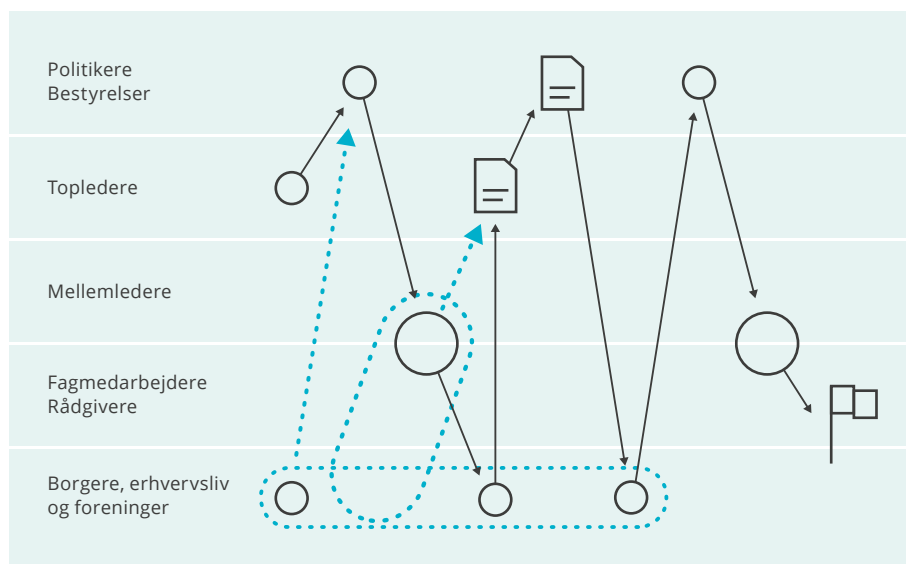 Politikere
Bestyrelser
Topledere
Mellemledere
Fagmedarbejdere
Rådgivere
Borgere, erhvervsliv
og foreninger